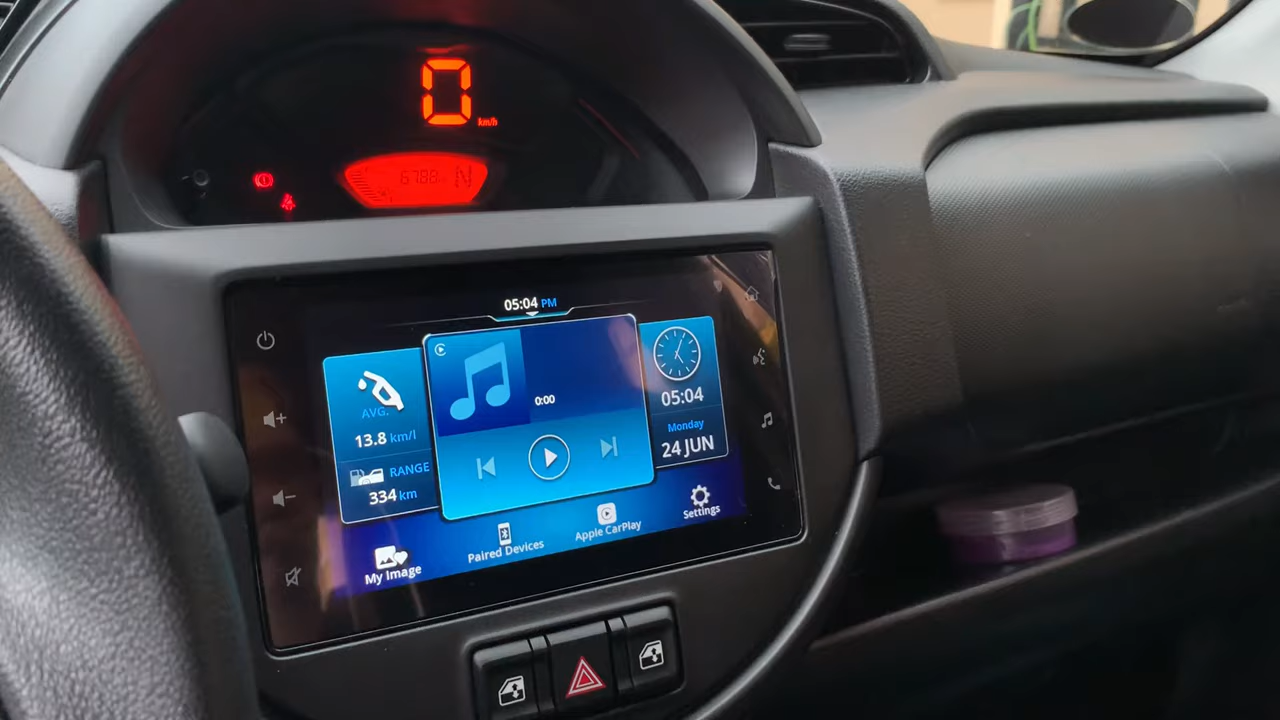 0
km/h
6788
N
05:04 PM
AVG.
13.8 km/l
RANGE
334 km
0:00
05:04
Monday
24 JUN
My Image
Paired Devices
Apple CarPlay
Settings